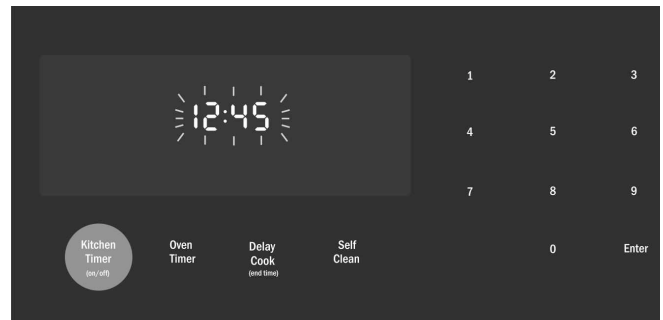 12:45
1 2 3
4 5 6
7 8 9
0 Enter
Kitchen
Timer
(on/off)
Oven
Timer
Delay
Cook
(end time)
Self
Clean